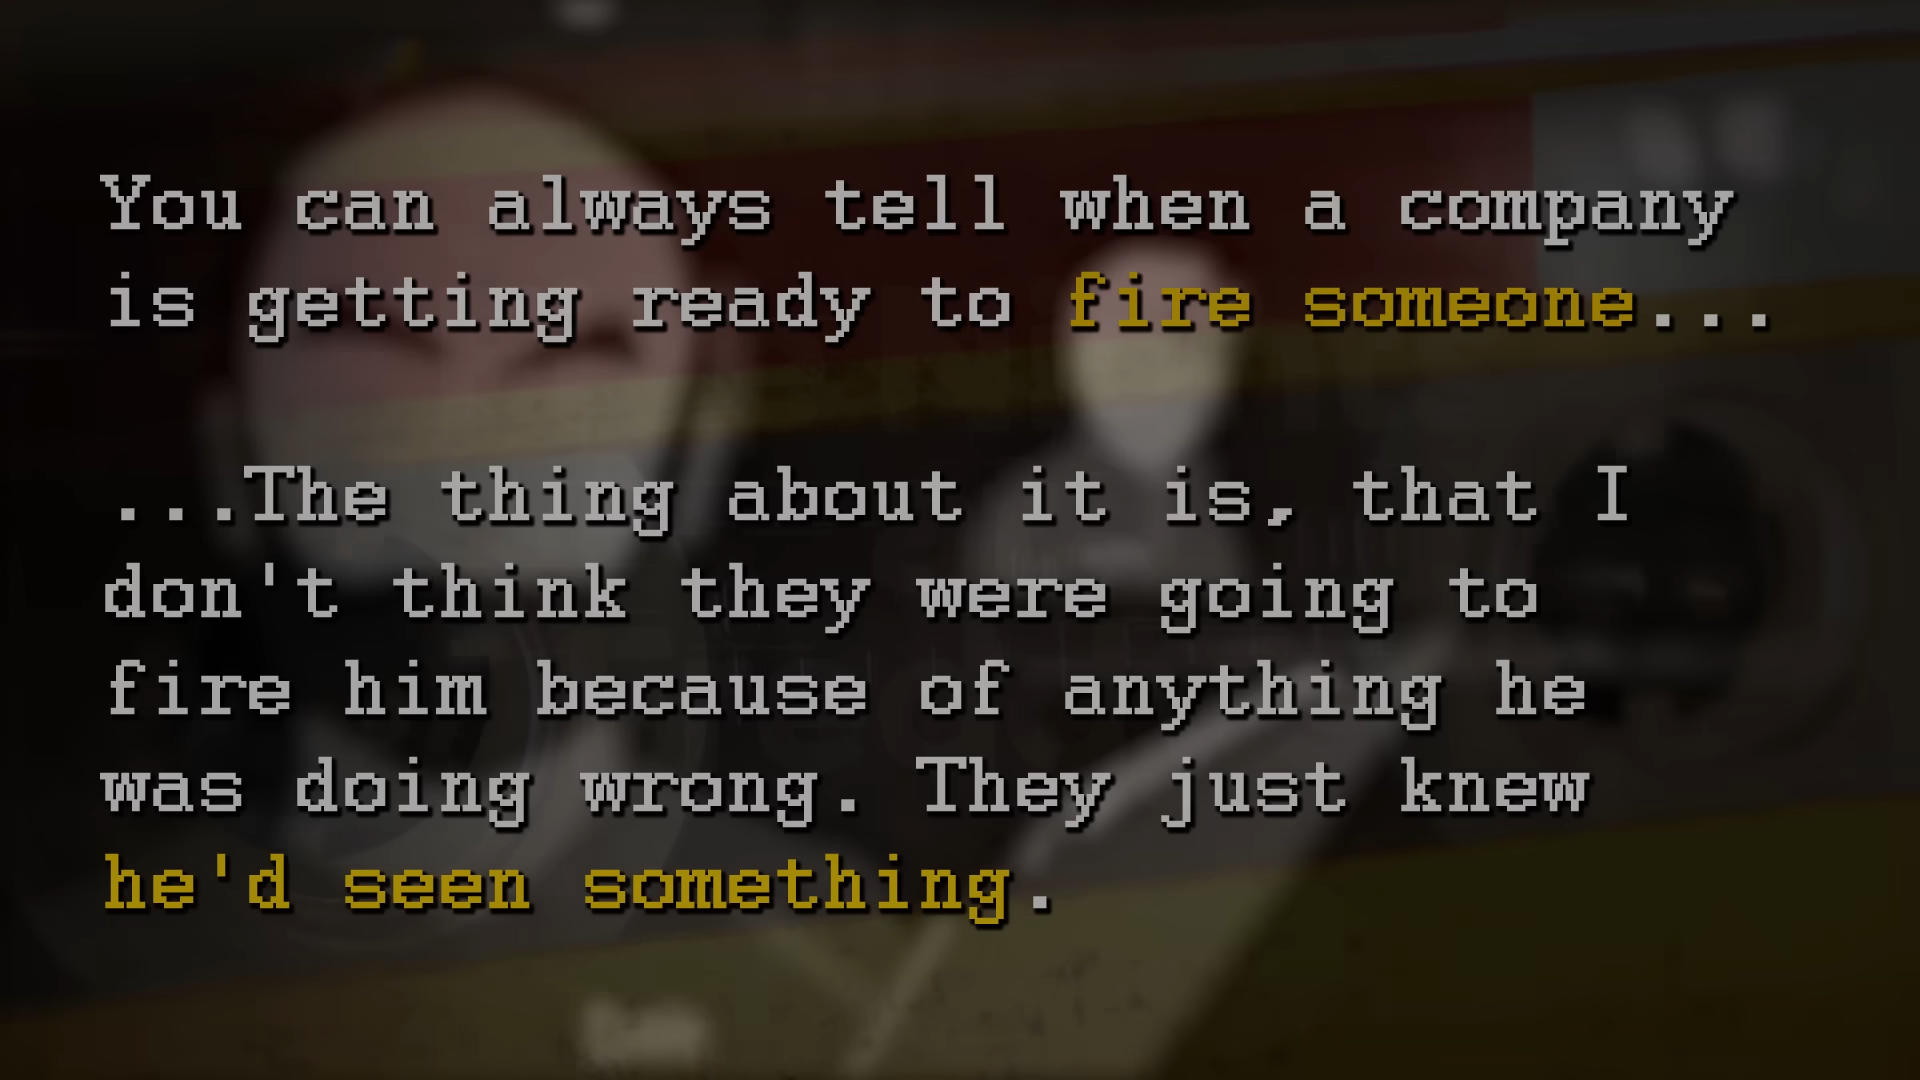 You can always tell when a company
is getting ready to fire someone...
...The thing about it is, that I
don't think they were going to
fire him because of anything he
was doing wrong. They just knew
he'd seen something.